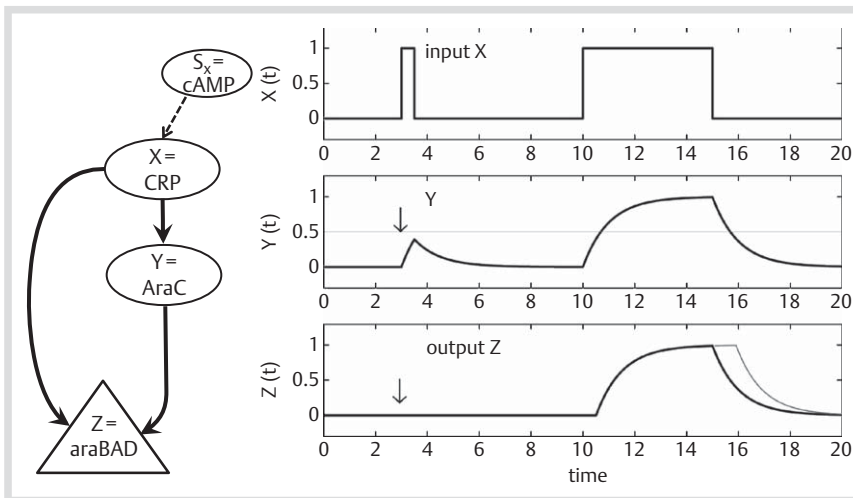 Sx =
cAMP
X =
CRP
Y =
AraC
Z =
araBAD
input X
X (t)
1
0.5
0
0 2 4 6 8 10 12 14 16 18 20
Y
Y (t)
1
0.5
0
0 2 4 6 8 10 12 14 16 18 20
output Z
Z (t)
1
0.5
0
0 2 4 6 8 10 12 14 16 18 20
time